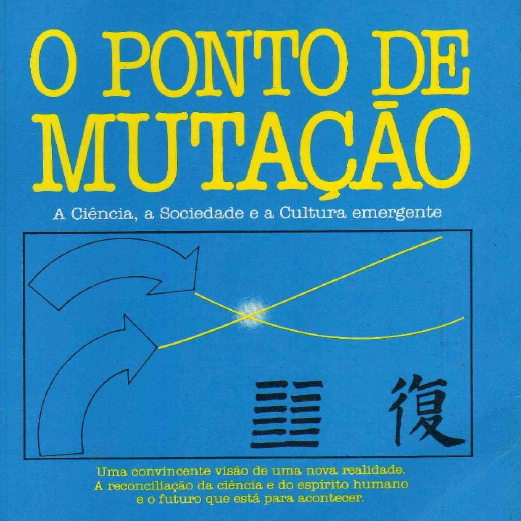 O PONTO DE
MUTAÇÃO
A Ciência, a Sociedade e a Cultura emergente
復
Uma convincente visão de uma nova realidade.
A reconciliação da ciência e do espírito humano
e o futuro que está para acontecer.